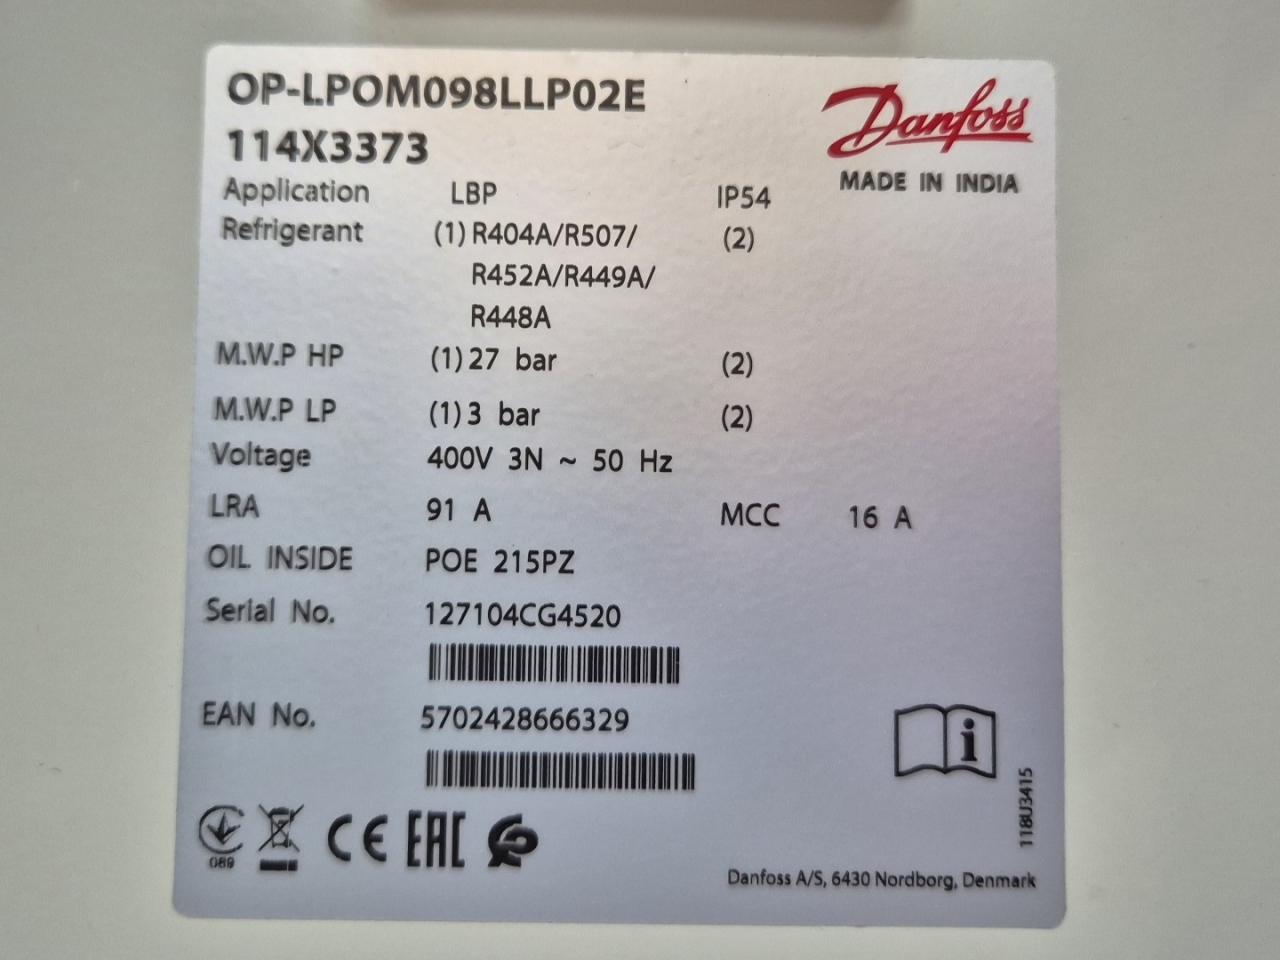 OP-LPOM098LLP02E
114X3373
Danfoss
MADE IN INDIA
Application LBP IP54
Refrigerant (1) R404A/R507/ (2)
R452A/R449A/
R448A
M.W.P HP (1) 27 bar (2)
M.W.P LP (1) 3 bar (2)
Voltage 400V 3N ~ 50 Hz
LRA 91 A MCC 16 A
OIL INSIDE POE 215PZ
Serial No. 127104CG4520
EAN No. 5702428666329
i
118U3415
089
CE EAC
Danfoss A/S, 6430 Nordborg, Denmark